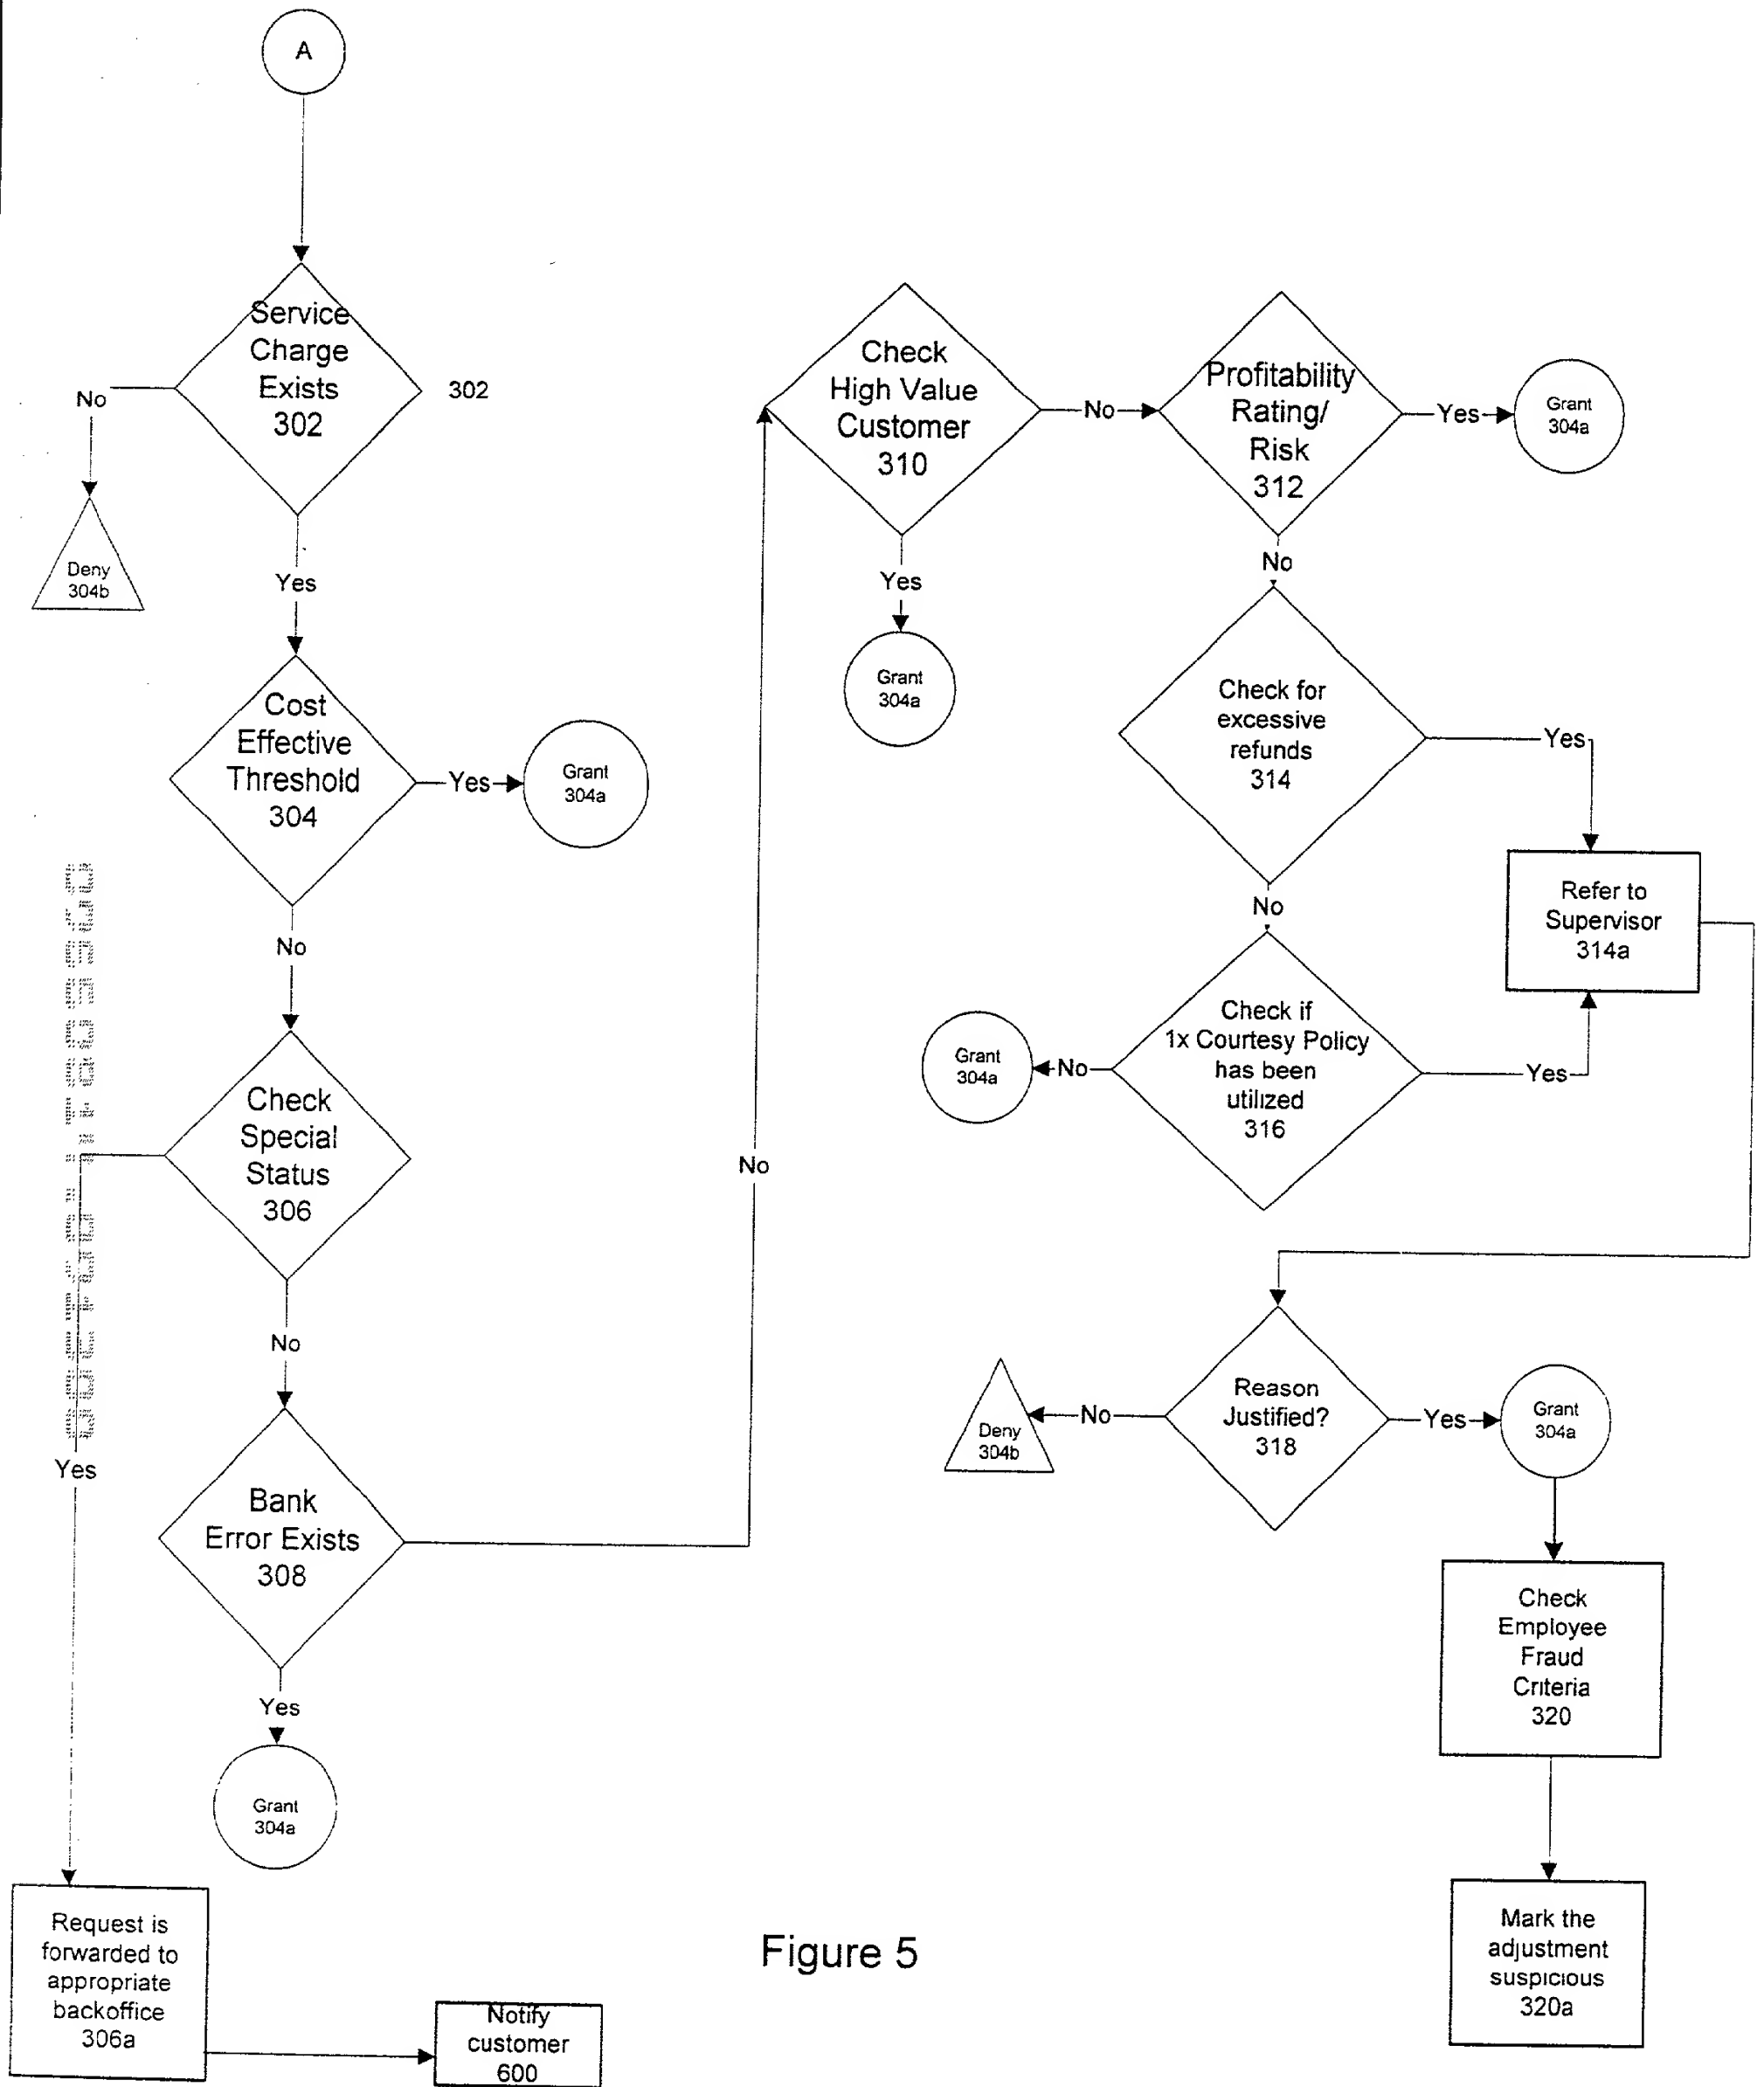 A
Service
Charge
Exists
302
302
No
Deny
304b
Yes
Cost
Effective
Threshold
304
Yes
Grant
304a
No
Check
Special
Status
306
Yes
No
Bank
Error Exists
308
No
Yes
Grant
304a
Request is
forwarded to
appropriate
backoffice
306a
Notify
customer
600
Check
High Value
Customer
310
No
Yes
Grant
304a
Profitability
Rating/
Risk
312
Yes
Grant
304a
No
Check for
excessive
refunds
314
Yes
Refer to
Supervisor
314a
No
Check if
1x Courtesy Policy
has been
utilized
316
No
Grant
304a
Yes
Reason
Justified?
318
No
Deny
304b
Yes
Grant
304a
Check
Employee
Fraud
Criteria
320
Mark the
adjustment
suspicious
320a
Figure 5